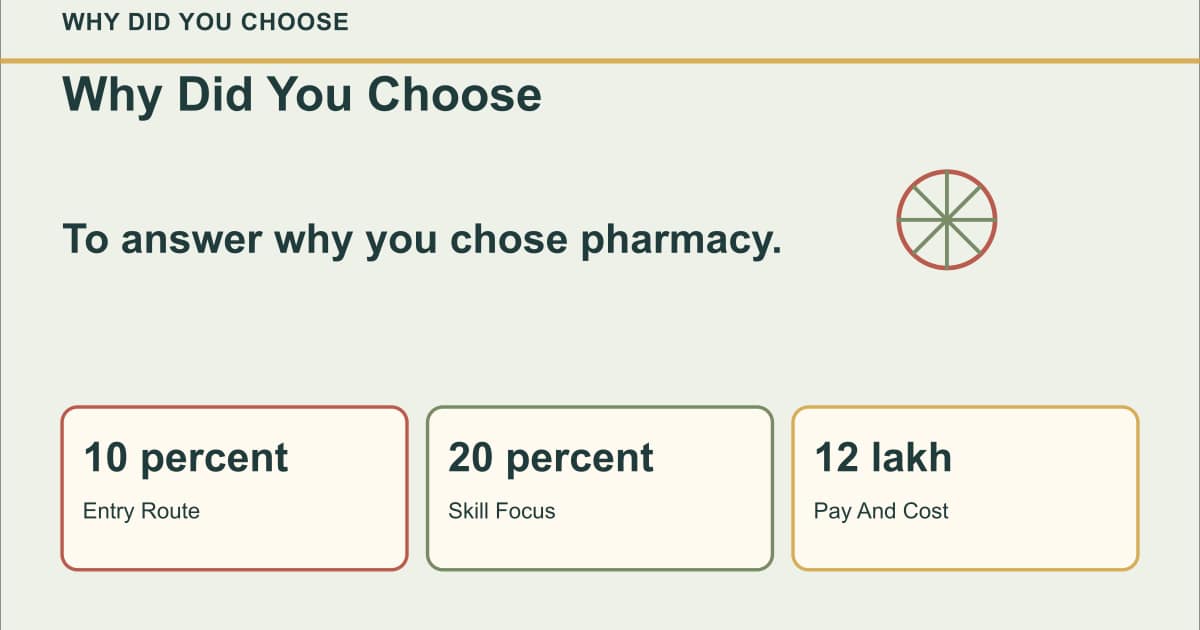 WHY DID YOU CHOOSE
Why Did You Choose
To answer why you chose pharmacy.
10 percent
Entry Route
20 percent
Skill Focus
12 lakh
Pay And Cost